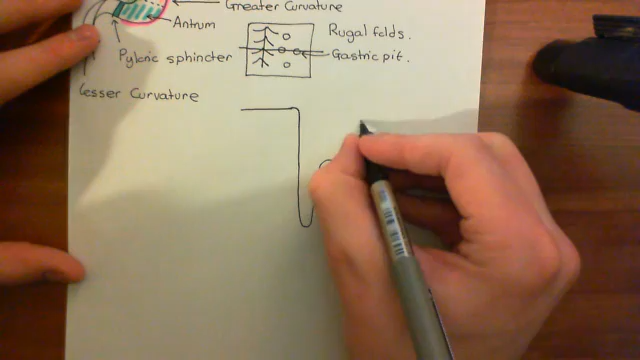 Greater Curvature
Antrum
Rugal folds.
Pyloric sphincter
Gastric pit.
Lesser Curvature